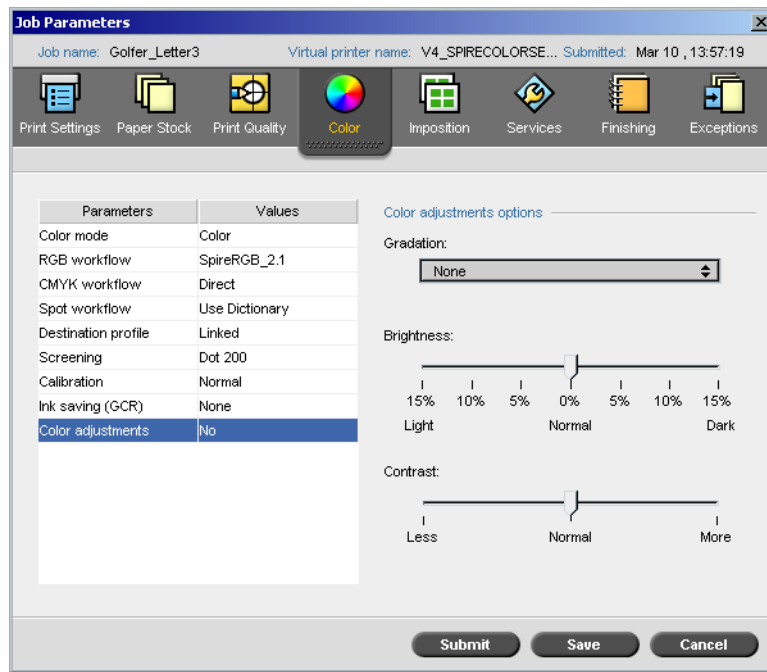 Job Parameters
Job name: Golfer_Letter3 Virtual printer name: V4_SPIRECOLORSE... Submitted: Mar 10 , 13:57:19
Print Settings Paper Stock Print Quality Color Imposition Services Finishing Exceptions
Parameters Values
Color mode Color
RGB workflow SpireRGB_2.1
CMYK workflow Direct
Spot workflow Use Dictionary
Destination profile Linked
Screening Dot 200
Calibration Normal
Ink saving (GCR) None
Color adjustments No
Color adjustments options
Gradation:
None
Brightness:
15% 10% 5% 0% 5% 10% 15%
Light Normal Dark
Contrast:
Less Normal More
Submit Save Cancel